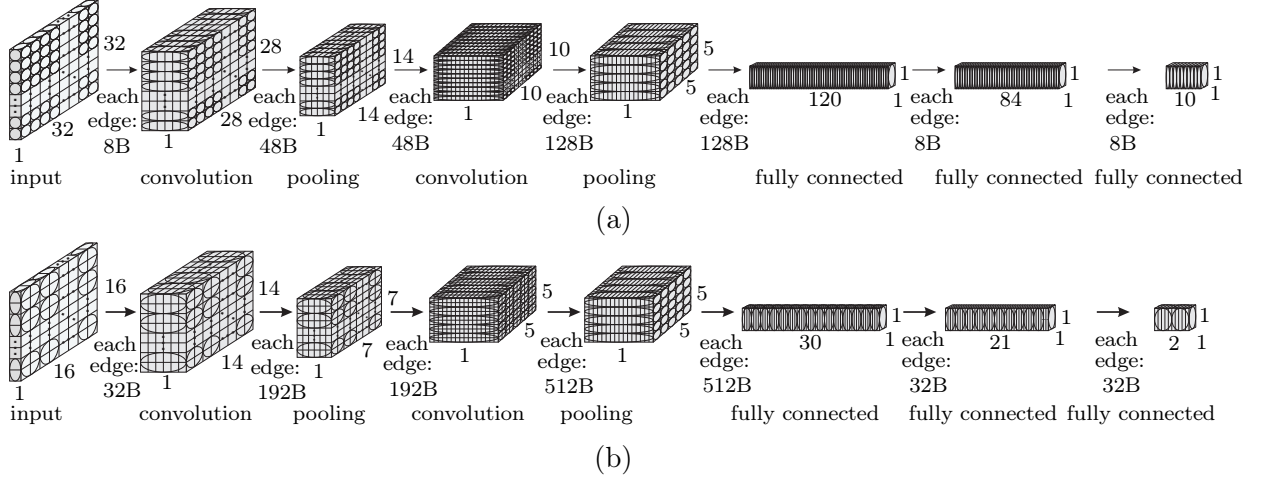 32 28 14 10 5 1 1 1
each each each each each each each each
32 edge: 28 edge: 14 edge: 10 edge: 5 edge: 120 1 edge: 84 1 edge: 10 1
1 8B 1 48B 1 48B 1 128B 1 128B 8B 8B
input convolution pooling convolution pooling fully connected fully connected fully connected
(a)
16 14 7 5 5 1 1 1
each each each each each each each
16 edge: 14 edge: 7 edge: 5 edge: 5 edge: 30 1 edge: 21 1 edge: 2 1
1 32B 1 192B 1 192B 1 512B 1 512B 32B 32B
input convolution pooling convolution pooling fully connected fully connected fully connected
(b)